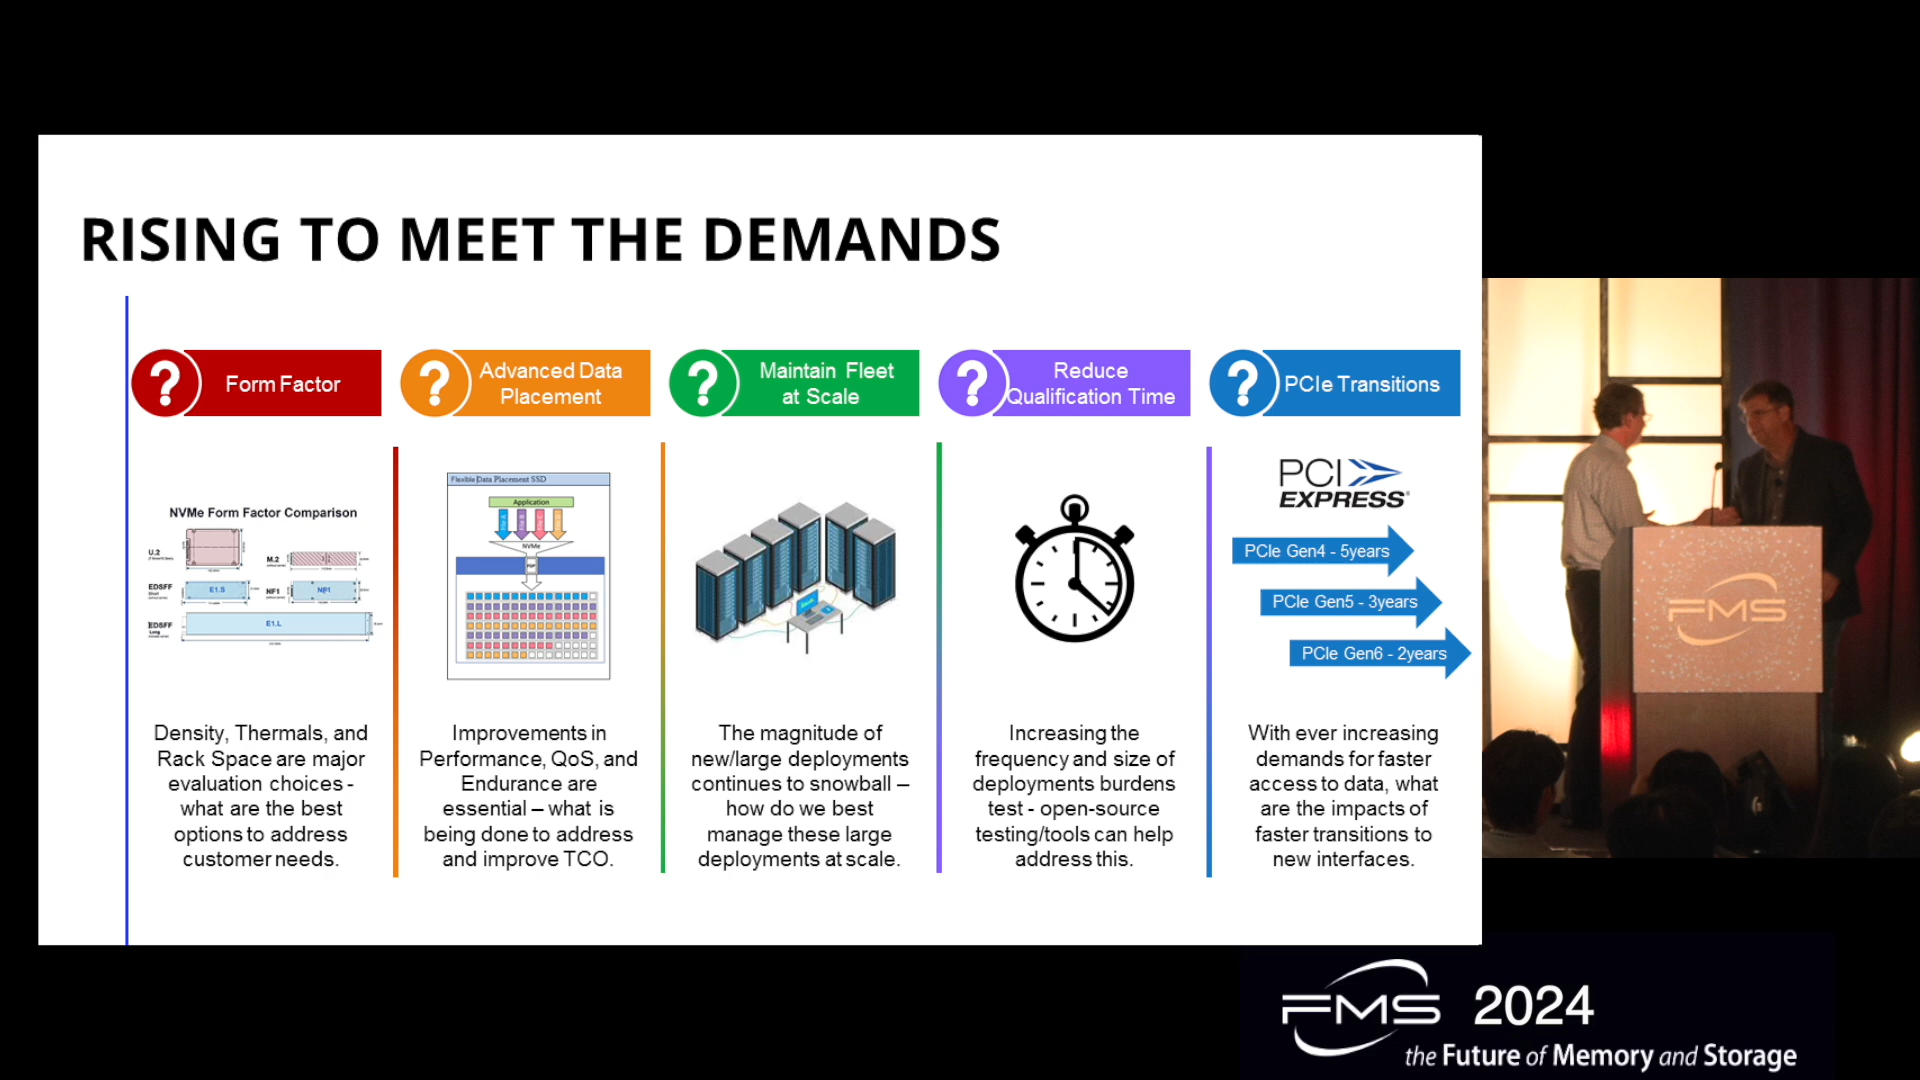 RISING TO MEET THE DEMANDS
Form Factor
Advanced Data
Placement
Maintain Fleet
at Scale
Reduce
Qualification Time
PCIe Transitions
NVMe Form Factor Comparison
U.2
M.2
EDSFF
Short
E1.S
NF1
NF1
EDSFF
Long
E1.L
Flexible Data Placement SSD
Application
NVMe
FDP
PCI
EXPRESS®
PCIe Gen4 - 5years
PCIe Gen5 - 3years
PCIe Gen6 - 2years
Density, Thermals, and
Rack Space are major
evaluation choices -
what are the best
options to address
customer needs.
Improvements in
Performance, QoS, and
Endurance are
essential – what is
being done to address
and improve TCO.
The magnitude of
new/large deployments
continues to snowball –
how do we best
manage these large
deployments at scale.
Increasing the
frequency and size of
deployments burdens
test - open-source
testing/tools can help
address this.
With ever increasing
demands for faster
access to data, what
are the impacts of
faster transitions to
new interfaces.
FMS
FMS 2024
the Future of Memory and Storage